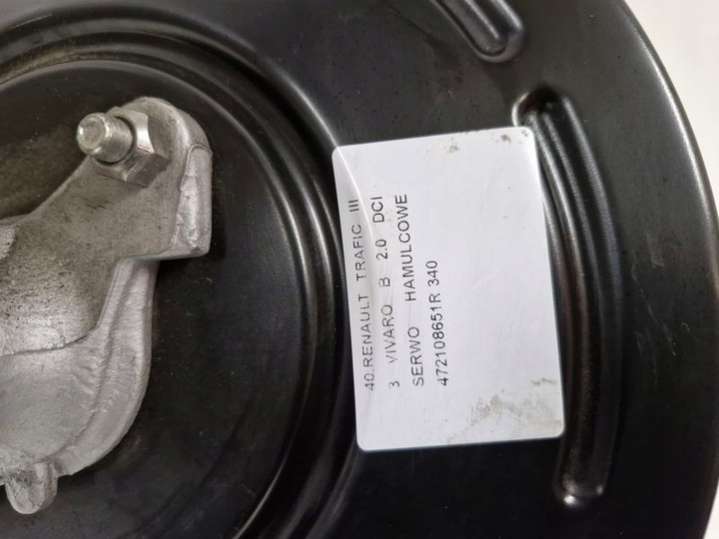 40.RENAULT TRAFIC III
3 VIVARO B 2.0 DCI
SERWO HAMULCOWE
472108651R 340